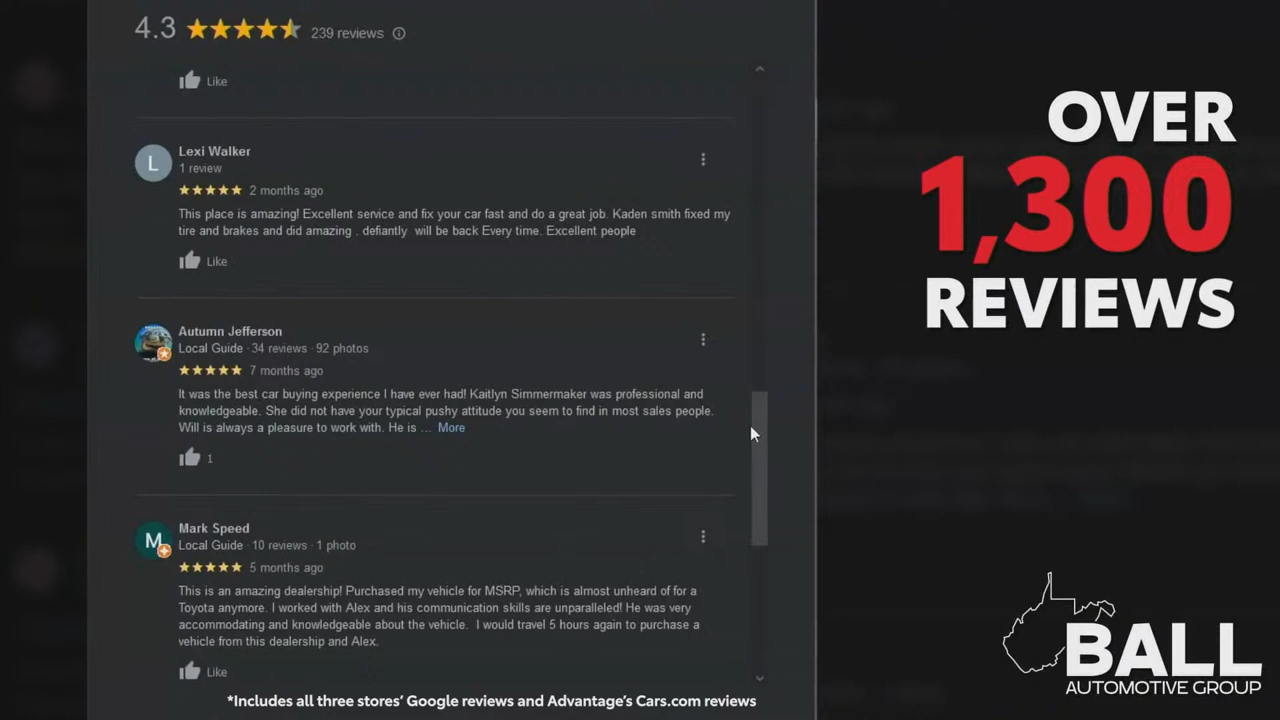 4.3 239 reviews
Like
L
Lexi Walker
1 review
2 months ago
This place is amazing! Excellent service and fix your car fast and do a great job. Kaden smith fixed my
tire and brakes and did amazing . defiantly will be back Every time. Excellent people
Like
Autumn Jefferson
Local Guide · 34 reviews · 92 photos
7 months ago
It was the best car buying experience I have ever had! Kaitlyn Simmermaker was professional and
knowledgeable. She did not have your typical pushy attitude you seem to find in most sales people.
Will is always a pleasure to work with. He is ... More
1
M
Mark Speed
Local Guide · 10 reviews · 1 photo
5 months ago
This is an amazing dealership! Purchased my vehicle for MSRP, which is almost unheard of for a
Toyota anymore. I worked with Alex and his communication skills are unparalleled! He was very
accommodating and knowledgeable about the vehicle. I would travel 5 hours again to purchase a
vehicle from this dealership and Alex.
Like
*Includes all three stores' Google reviews and Advantage's Cars.com reviews
OVER
1,300
REVIEWS
BALL
AUTOMOTIVE GROUP